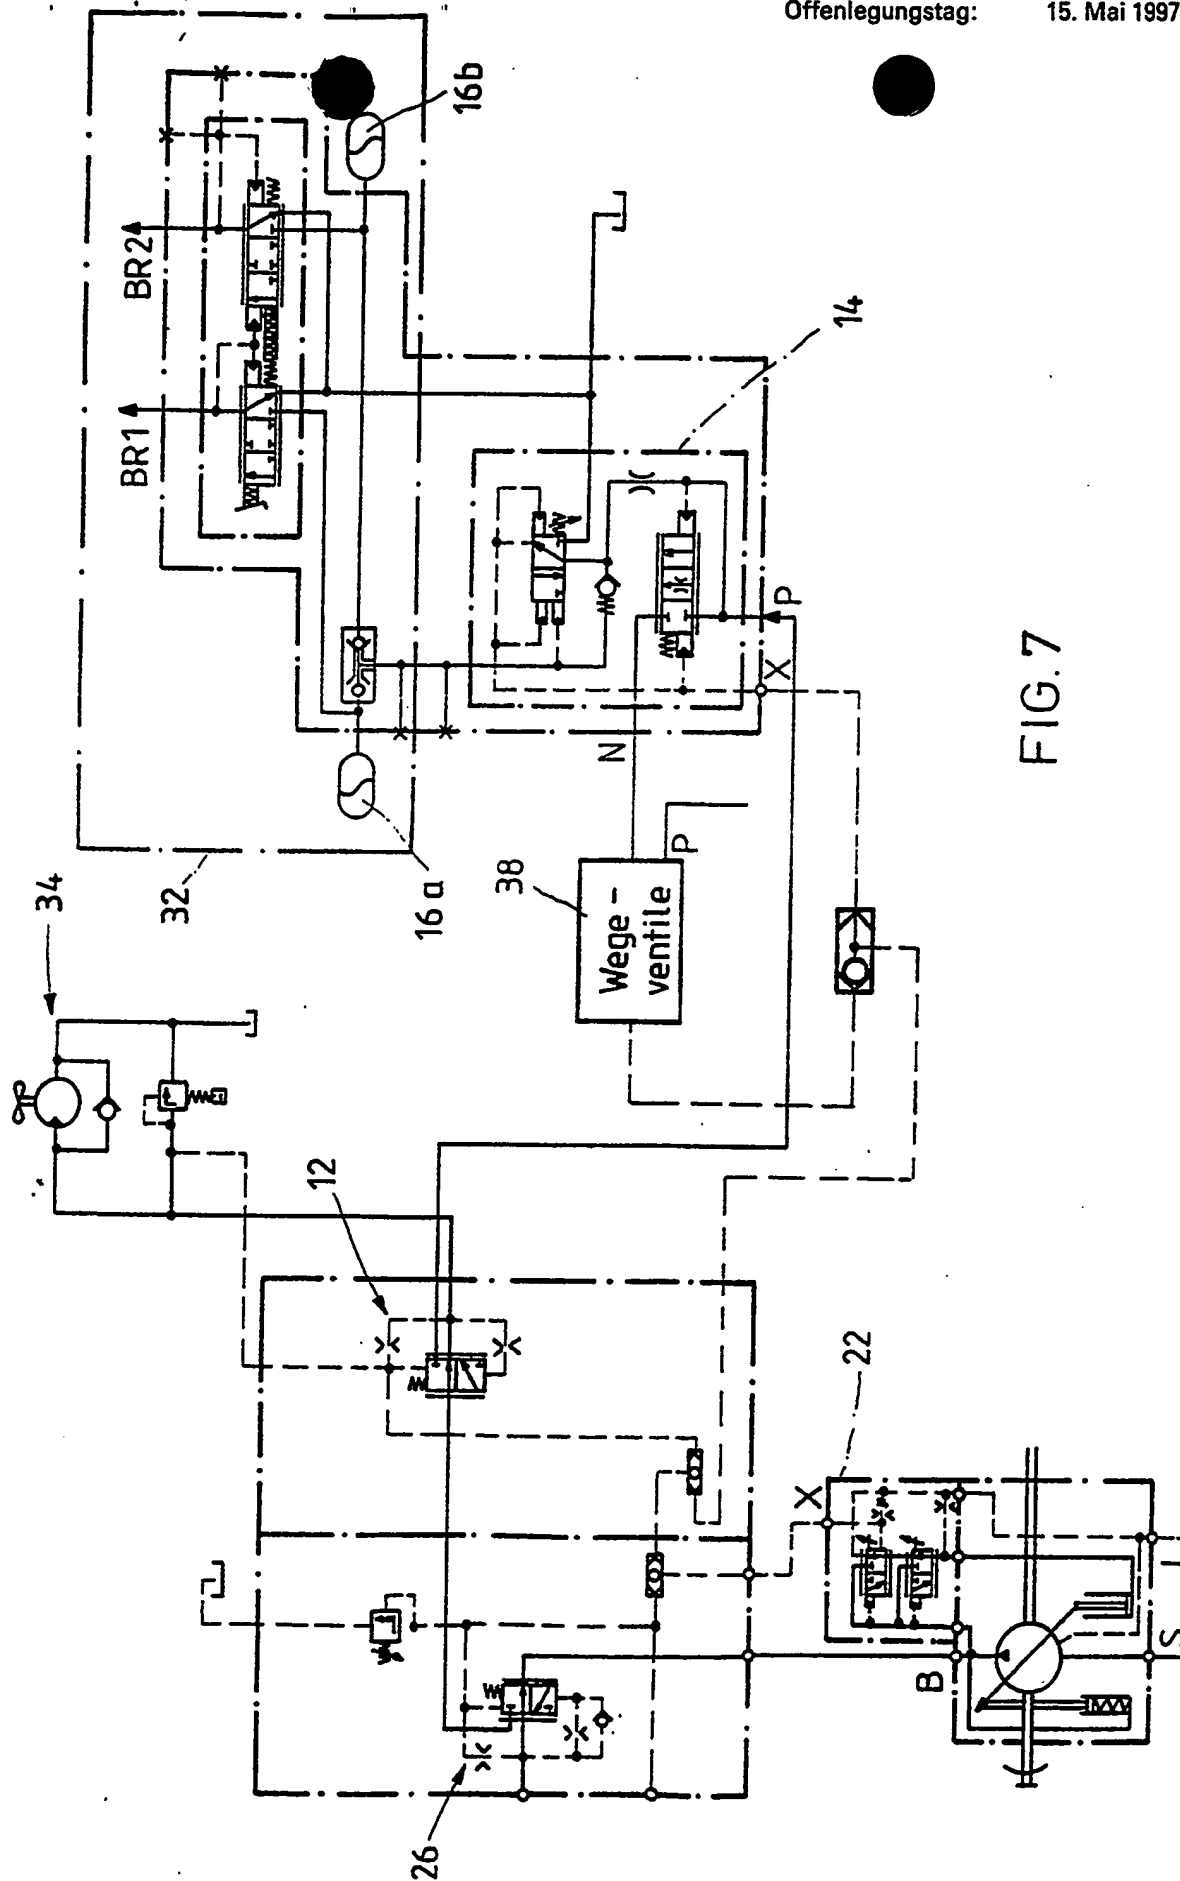 Offenlegungstag: 15. Mai 1997
34
32
BR1
BR2
16b
16a
14
12
38
Wege-
ventile
N
P
X
P
26
22
X
B
S
FIG. 7